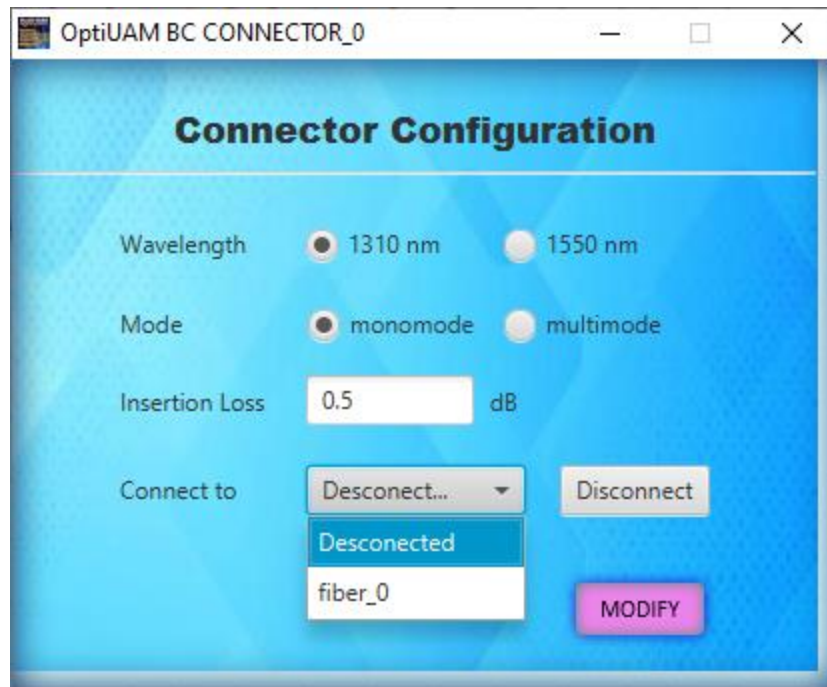 OptiUAM BC CONNECTOR_0
Connector Configuration
Wavelength 1310 nm 1550 nm
Mode monomode multimode
Insertion Loss 0.5 dB
Connect to Desconect... Disconnect
Desconected
fiber_0
MODIFY